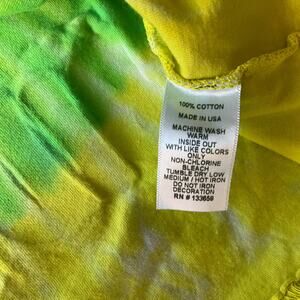 100% COTTON
MADE IN USA
MACHINE WASH
WARM
INSIDE OUT
WITH LIKE COLORS
ONLY
NON-CHLORINE
BLEACH
TUMBLE DRY LOW
MEDIUM / HOT IRON
DO NOT IRON
DECORATION
RN # 133659